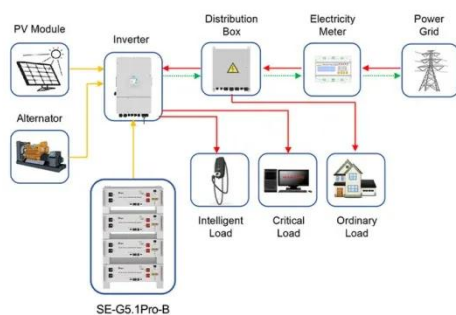 PV Module
Inverter
Distribution
Box
Electricity
Meter
Power
Grid
Alternator
Intelligent
Load
Critical
Load
Ordinary
Load
SE-G5.1Pro-B